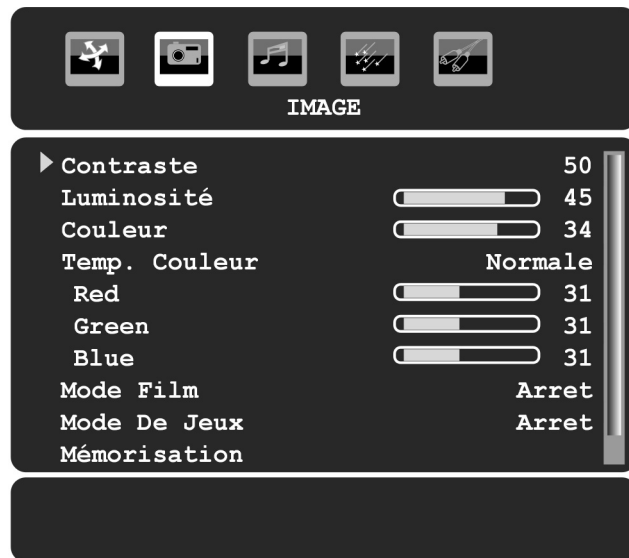 IMAGE
Contraste 50
Luminosité 45
Couleur 34
Temp. Couleur Normale
Red 31
Green 31
Blue 31
Mode Film Arret
Mode De Jeux Arret
Mémorisation